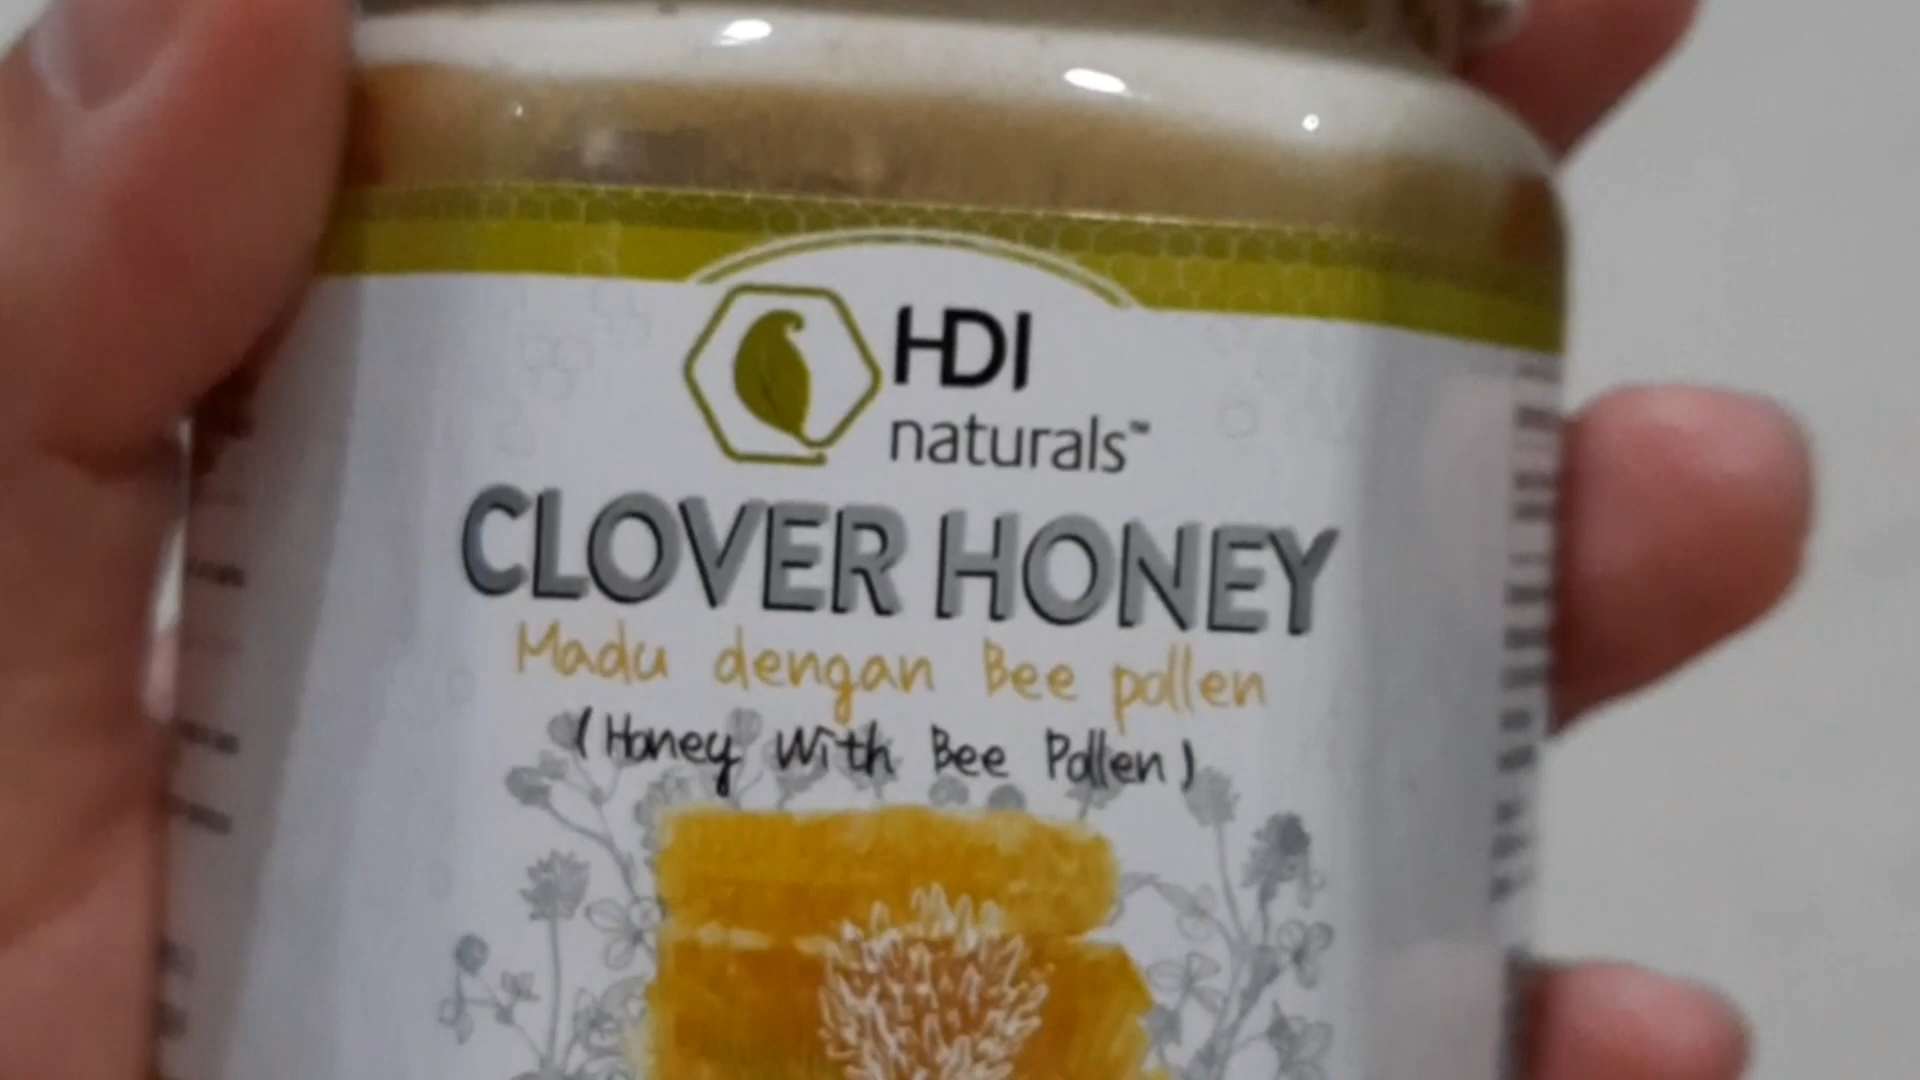 HDI
naturals™
CLOVER HONEY
Madu dengan Bee pollen
(Honey With Bee Pollen)